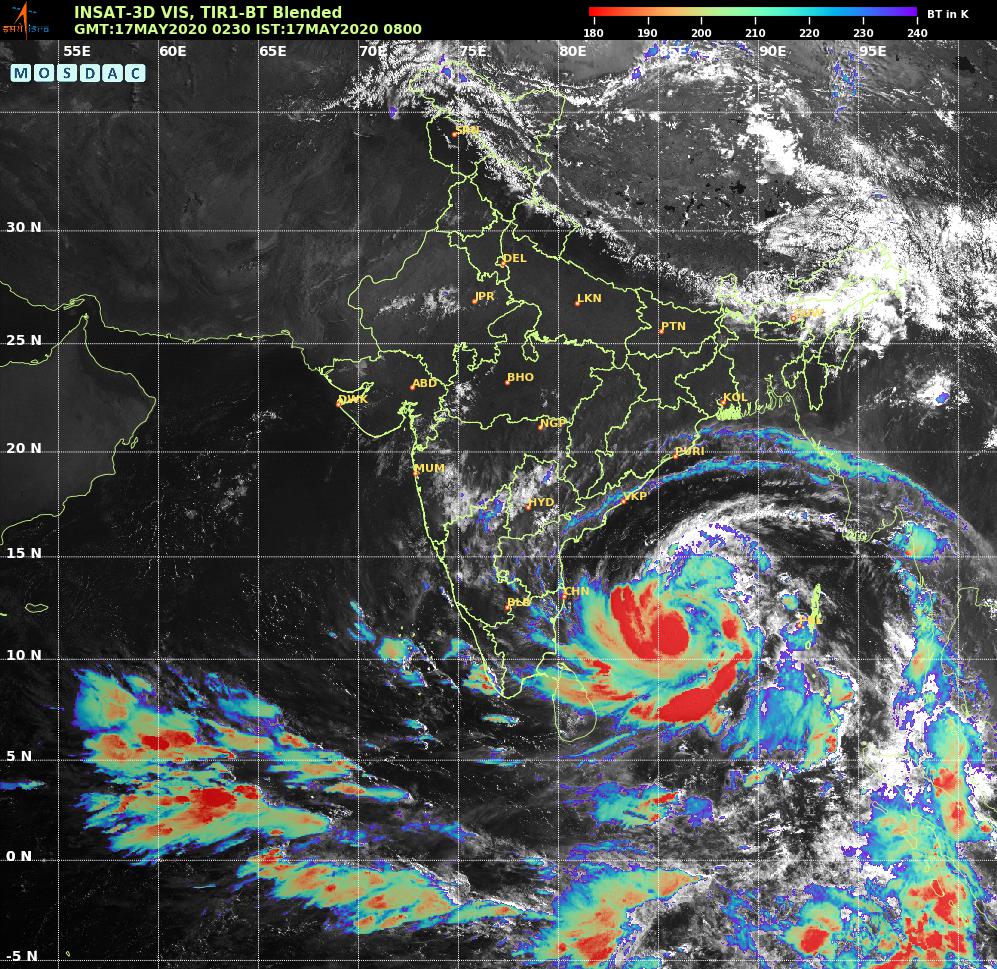 INSAT-3D VIS, TIR1-BT Blended
GMT:17MAY2020 0230 IST:17MAY2020 0800
BT in K
180 190 200 210 220 230 240
55E 60E 65E 70E 75E 80E 85E 90E 95E
MOSDAC
SRN
30 N
DEL
JPR LKN
PTN
25 N
BHO
ABD
DWK KOL
NGP
20 N PURI
MUM
HYD VKP
15 N
BLR CHN
10 N
5 N
0 N
-5 N